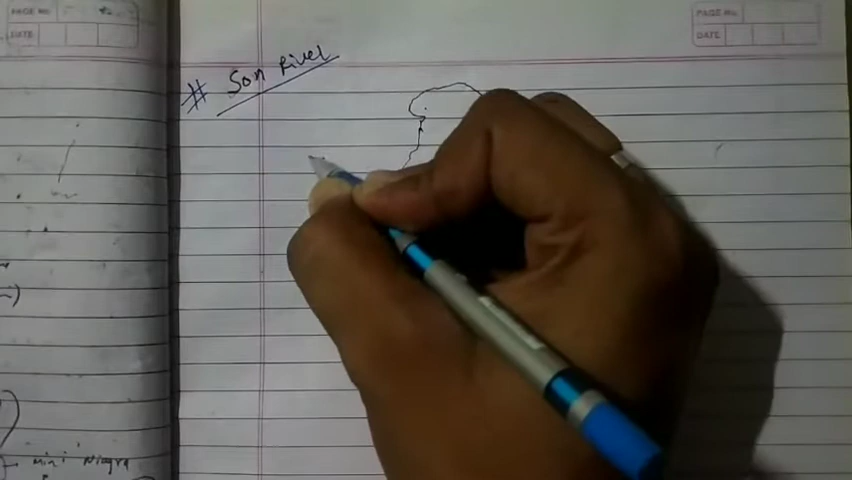 PAGE No
DATE
PAGE No.
DATE
# Son River
mini Niagra